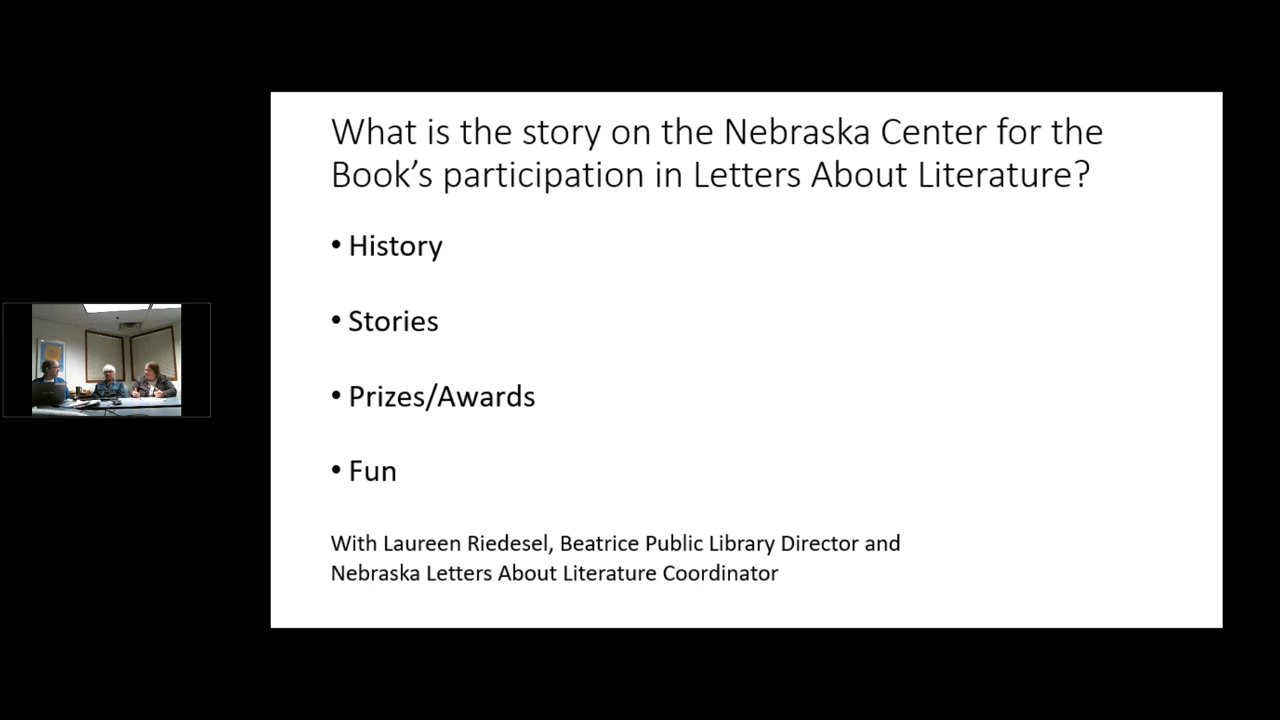 What is the story on the Nebraska Center for the
Book’s participation in Letters About Literature?
• History
• Stories
• Prizes/Awards
• Fun
With Laureen Riedesel, Beatrice Public Library Director and
Nebraska Letters About Literature Coordinator